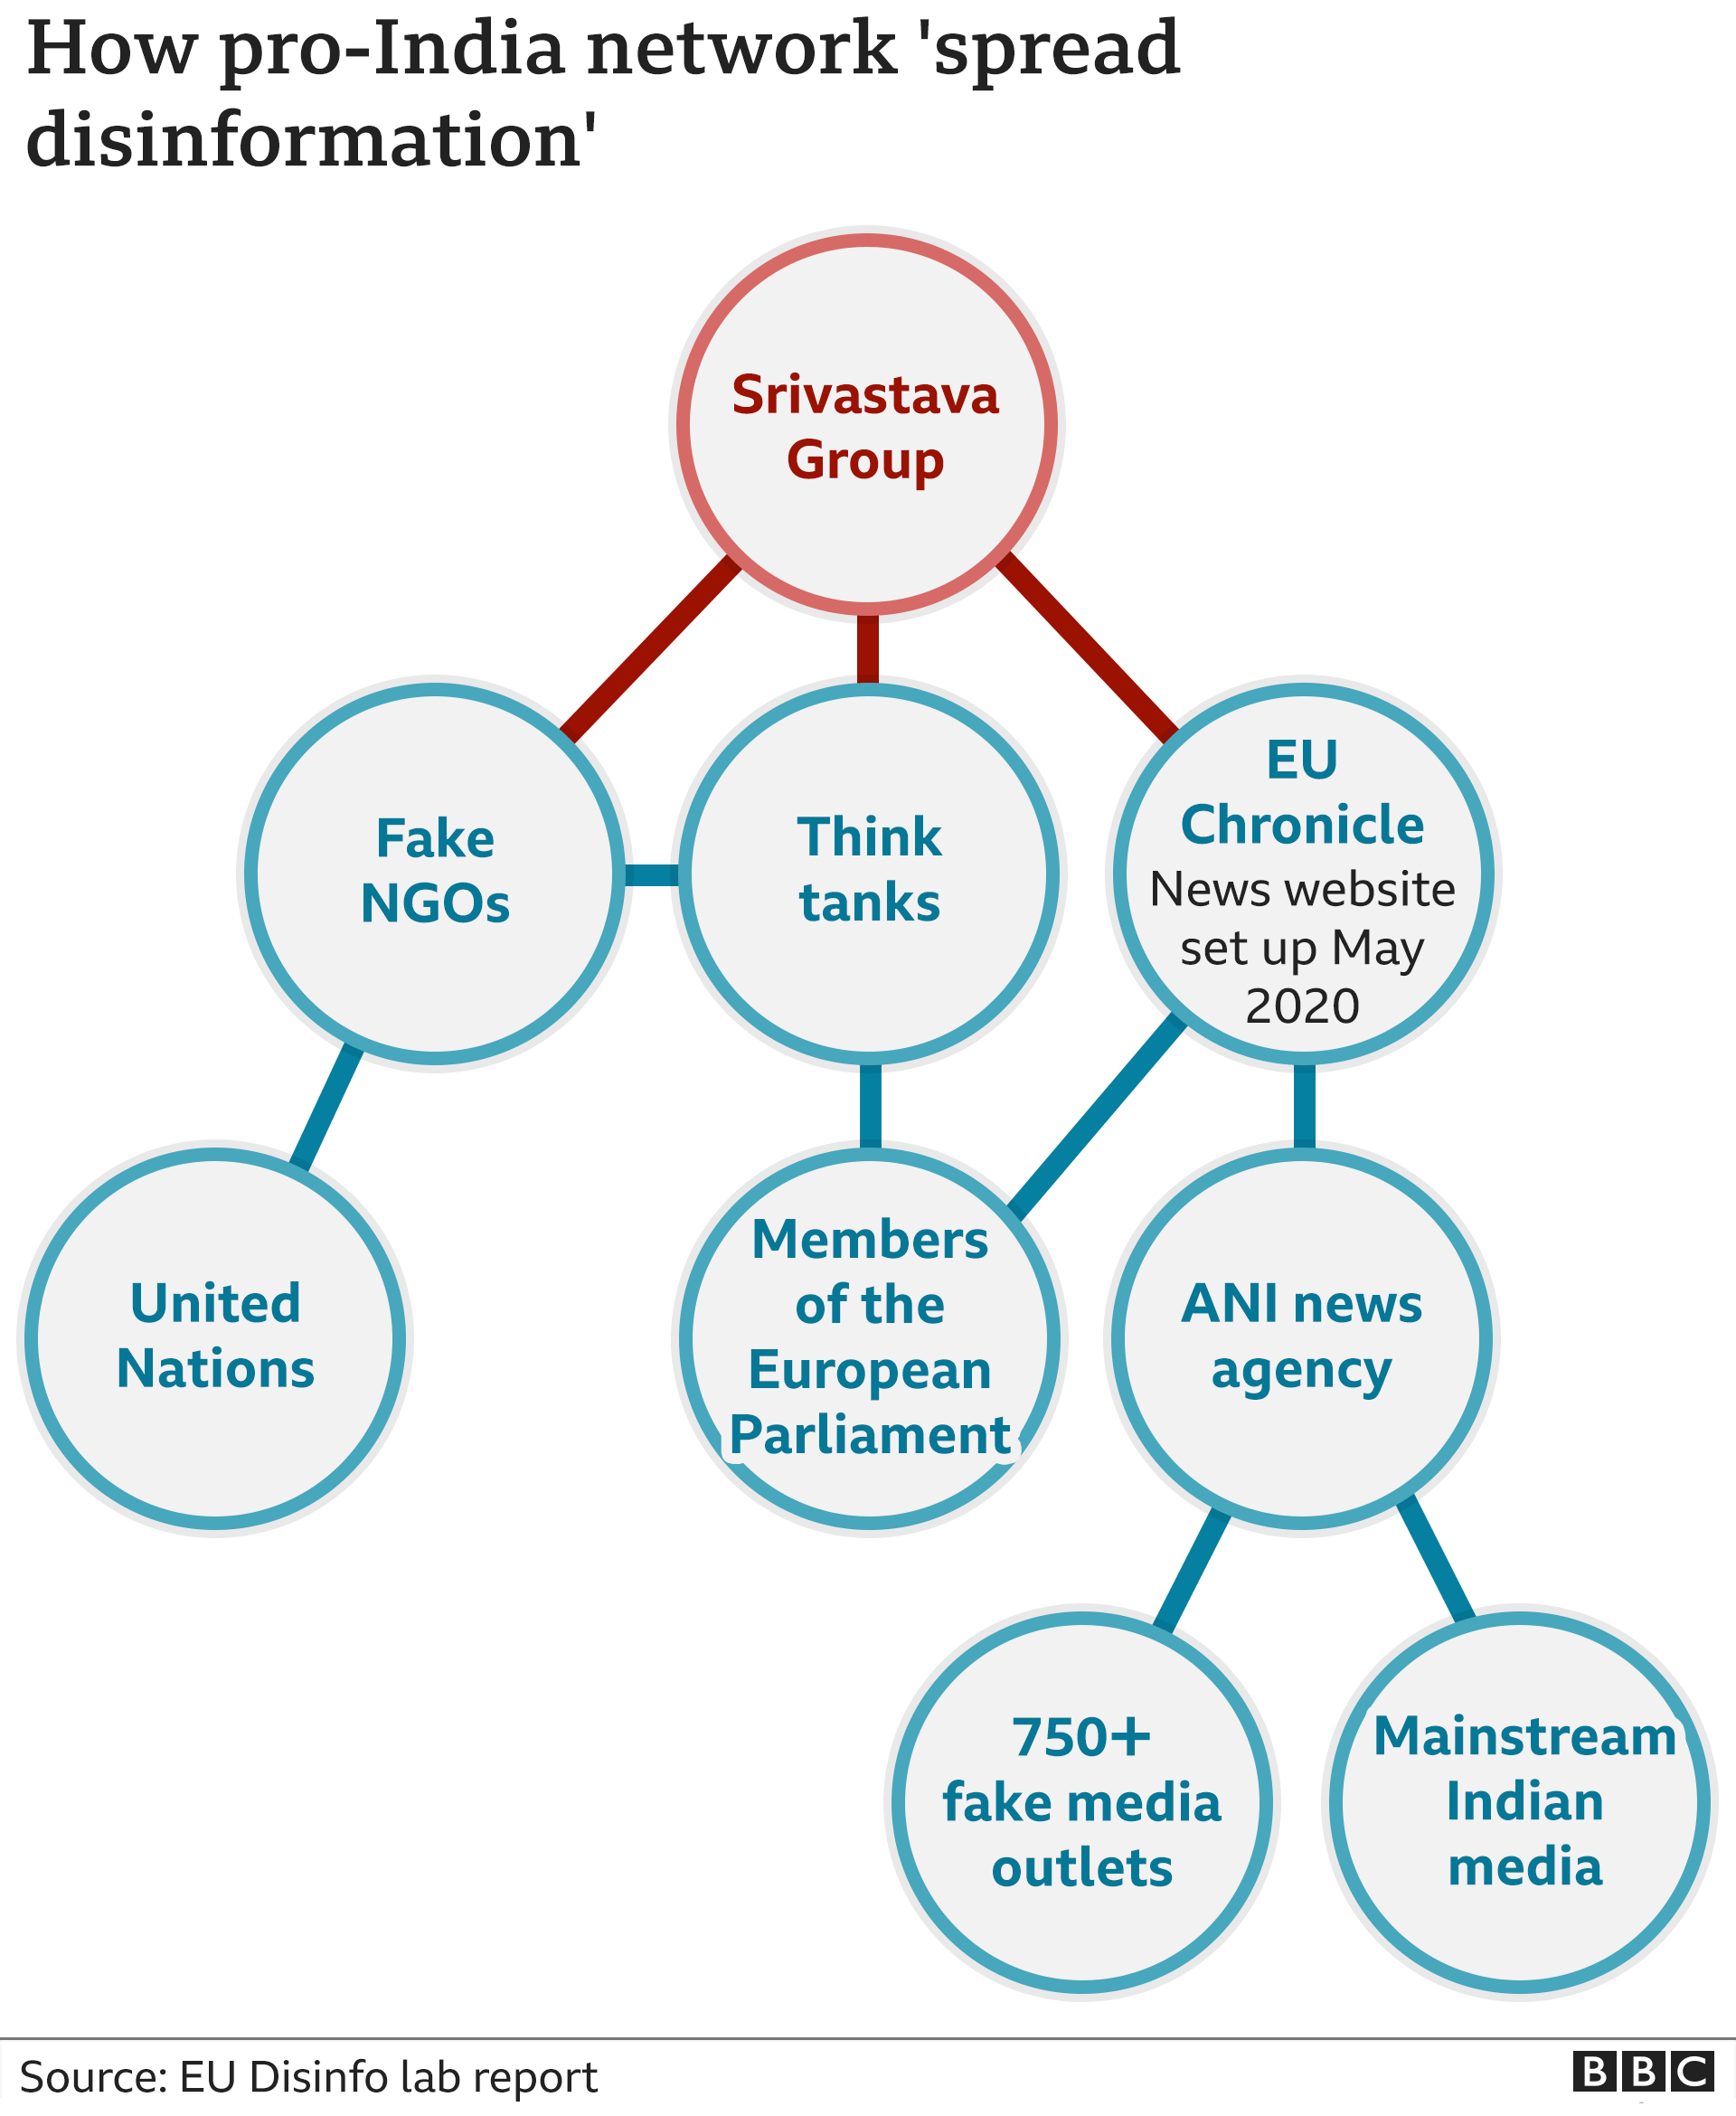 How pro-India network 'spread
disinformation'
Srivastava
Group
Fake
NGOs
Think
tanks
EU
Chronicle
News website
set up May
2020
United
Nations
Members
of the
European
Parliament
ANI news
agency
750+
fake media
outlets
Mainstream
Indian
media
Source: EU Disinfo lab report
BBC